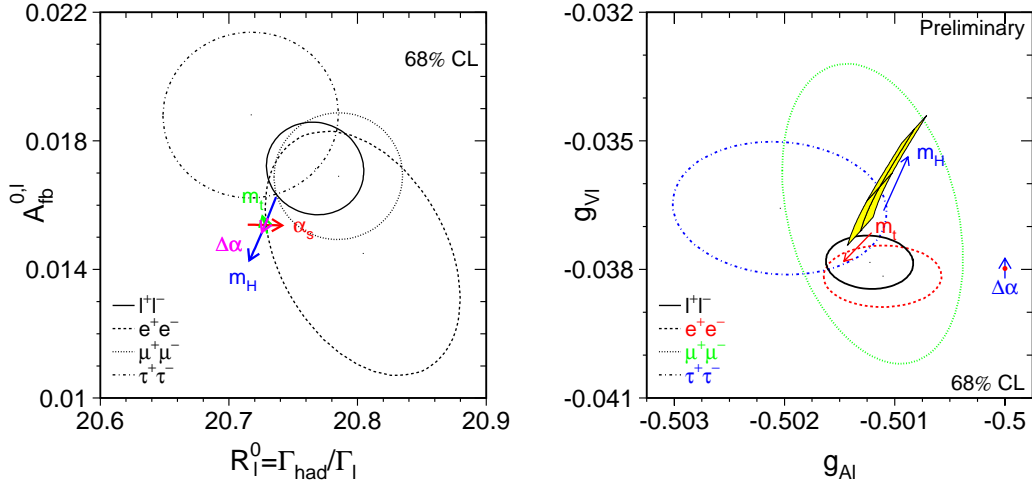 0.022
0.018
0.014
0.01
20.6
20.7
20.8
20.9
A_fb^0,l
R_l^0=Γ_had/Γ_l
68% CL
m_t
α_s
Δα
m_H
l⁺l⁻
e⁺e⁻
μ⁺μ⁻
τ⁺τ⁻
-0.032
-0.035
-0.038
-0.041
-0.503
-0.502
-0.501
-0.5
g_Vl
g_Al
Preliminary
m_H
m_t
Δα
l⁺l⁻
e⁺e⁻
μ⁺μ⁻
τ⁺τ⁻
68% CL